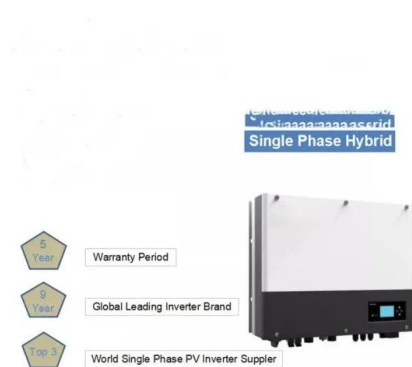 Single Phase Hybrid
5
Year
Warranty Period
9
Year
Global Leading Inverter Brand
Top 3
World Single Phase PV Inverter Suppler